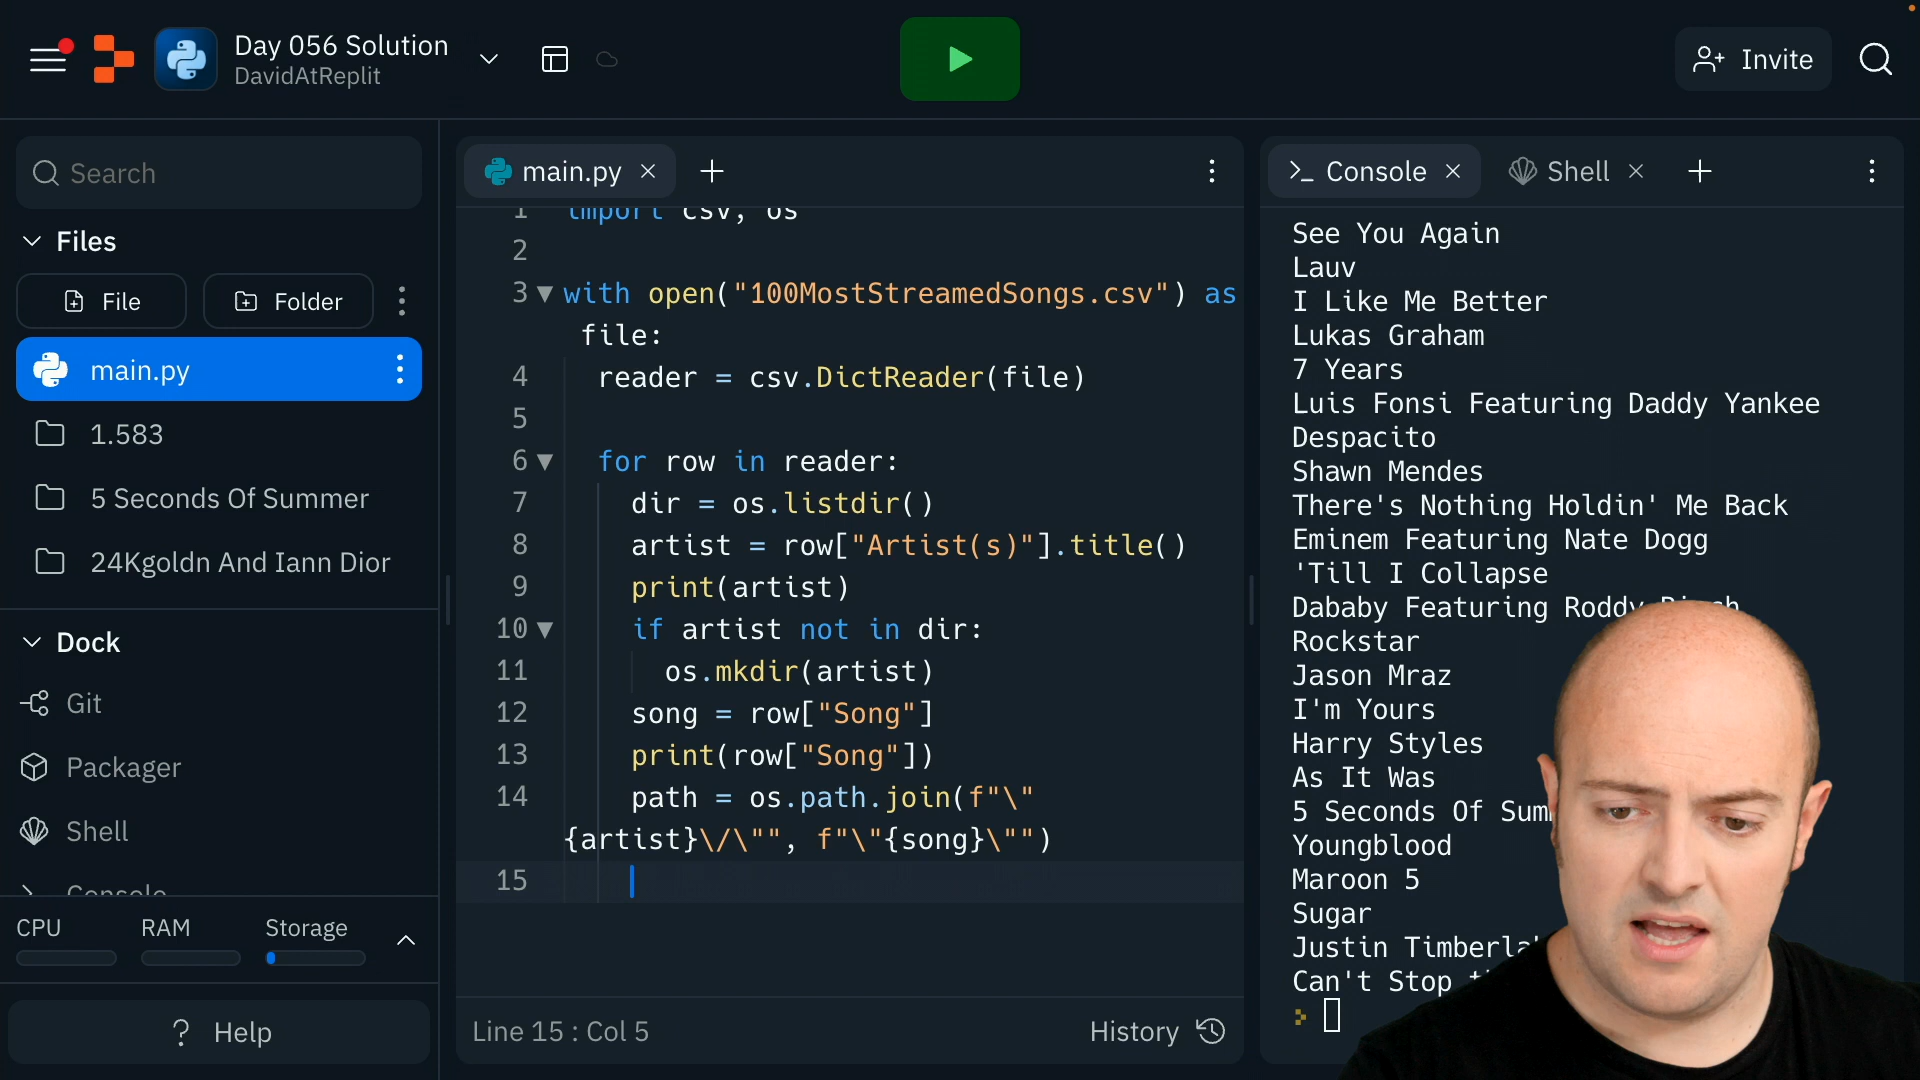 Day 056 Solution
DavidAtReplit
Invite
Search
Files
File
Folder
main.py
1.583
5 Seconds Of Summer
24Kgoldn And Iann Dior
Dock
Git
Packager
Shell
Console
CPU
RAM
Storage
? Help
main.py
1 import csv, os
2
3 with open("100MostStreamedSongs.csv") as
file:
4 reader = csv.DictReader(file)
5
6 for row in reader:
7 dir = os.listdir()
8 artist = row["Artist(s)"].title()
9 print(artist)
10 if artist not in dir:
11 os.mkdir(artist)
12 song = row["Song"]
13 print(row["Song"])
14 path = os.path.join(f"\"
{artist}\/\"", f"\"{song}\"")
15
Line 15 : Col 5
History
Console
Shell
See You Again
Lauv
I Like Me Better
Lukas Graham
7 Years
Luis Fonsi Featuring Daddy Yankee
Despacito
Shawn Mendes
There's Nothing Holdin' Me Back
Eminem Featuring Nate Dogg
'Till I Collapse
Dababy Featuring Roddy
Rockstar
Jason Mraz
I'm Yours
Harry Styles
As It Was
5 Seconds Of
Youngblood
Maroon 5
Sugar
Justin
Can't Stop